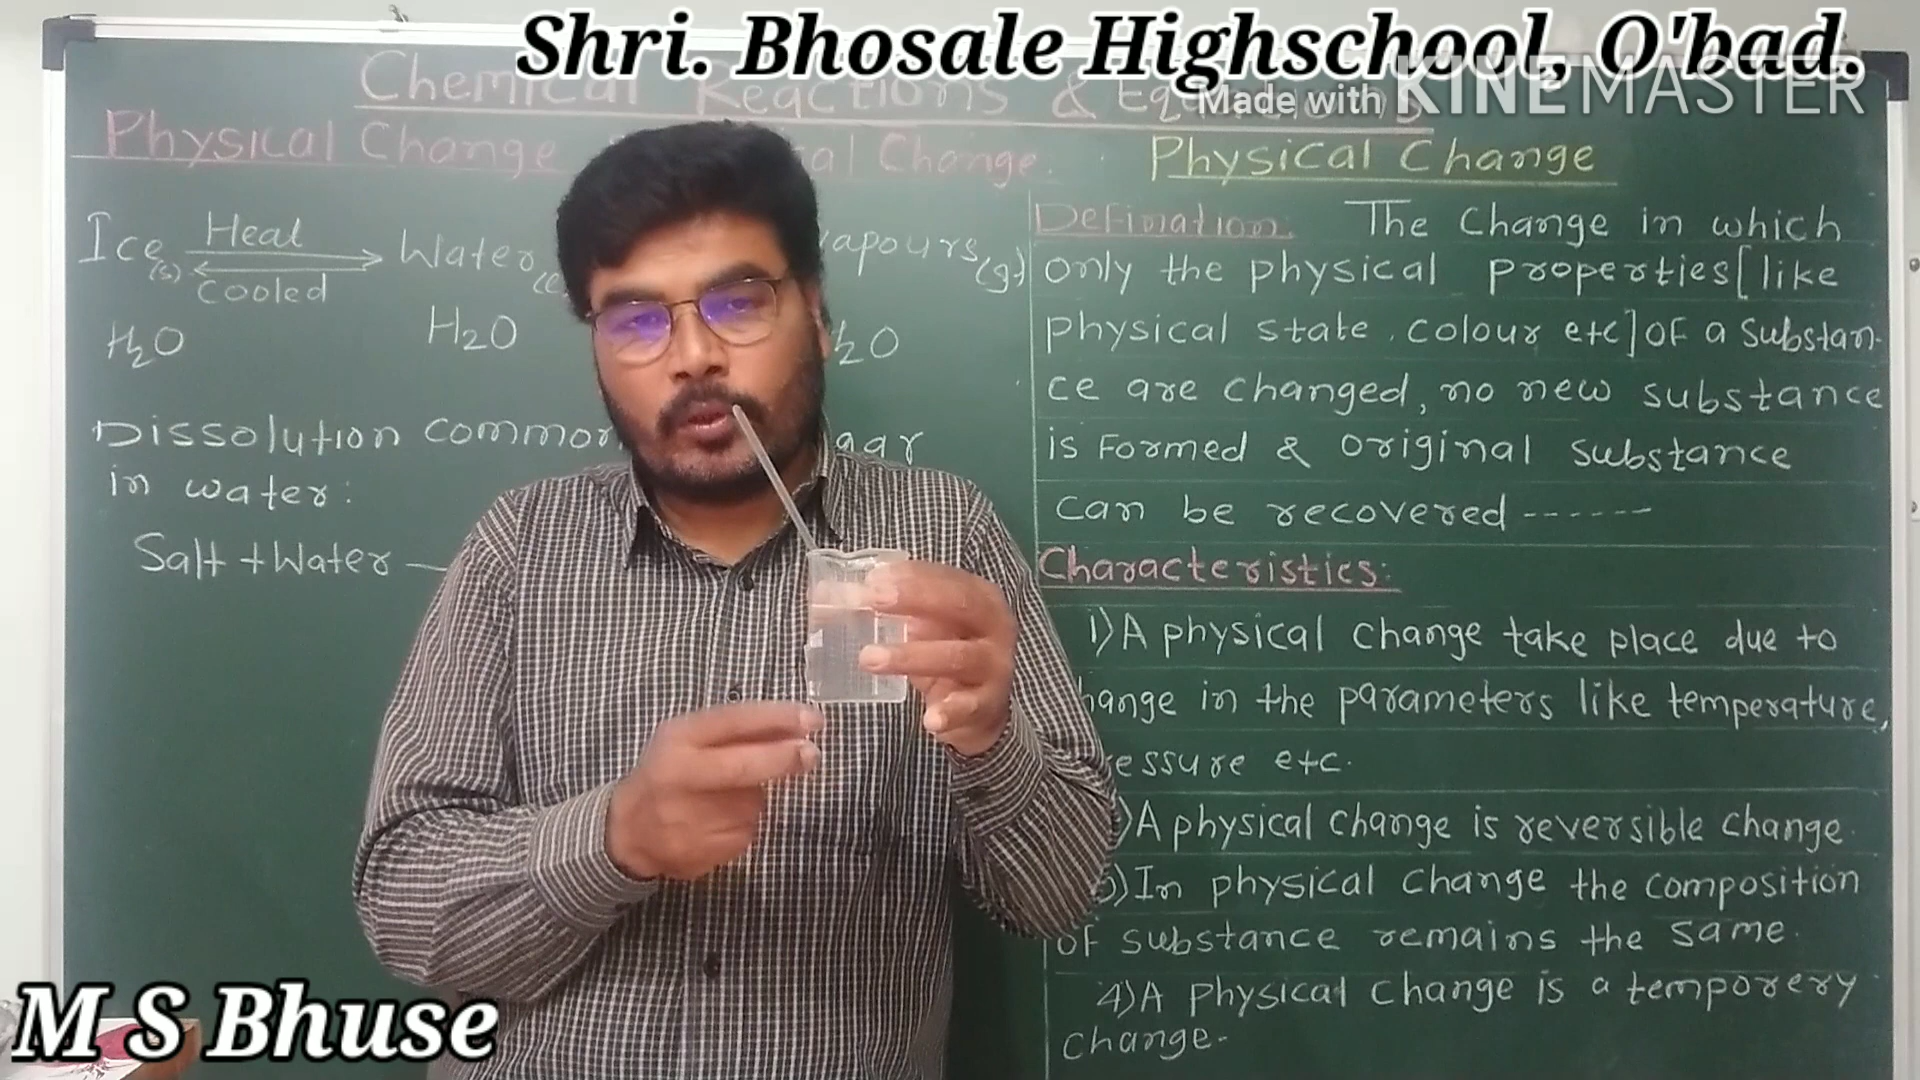 Shri. Bhosale Highschool, O'bad.
Made with KINEMASTER
Chemical Reactions & Equations
Physical Change Change.
Ice(s) Heat Cooled Water vapours(g)
H2O H2O H2O
Dissolution common
in water:
Salt + Water
Physical Change
Defination: The change in which
only the physical properties [like
physical state, colour etc] of a substan-
ce are changed, no new substance
is formed & original substance
can be recovered ------
Characteristics:
1) A physical change take place due to
change in the parameters like temperature,
pressure etc.
) A physical change is reversible change.
3) In physical change the composition
of substance remains the same.
4) A physical change is a temporery
change.
M S Bhuse